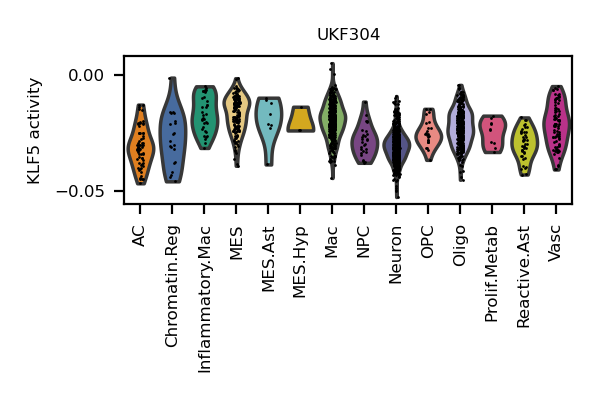 UKF304
KLF5 activity
0.00
−0.05
AC
Chromatin.Reg
Inflammatory.Mac
MES
MES.Ast
MES.Hyp
Mac
NPC
Neuron
OPC
Oligo
Prolif.Metab
Reactive.Ast
Vasc